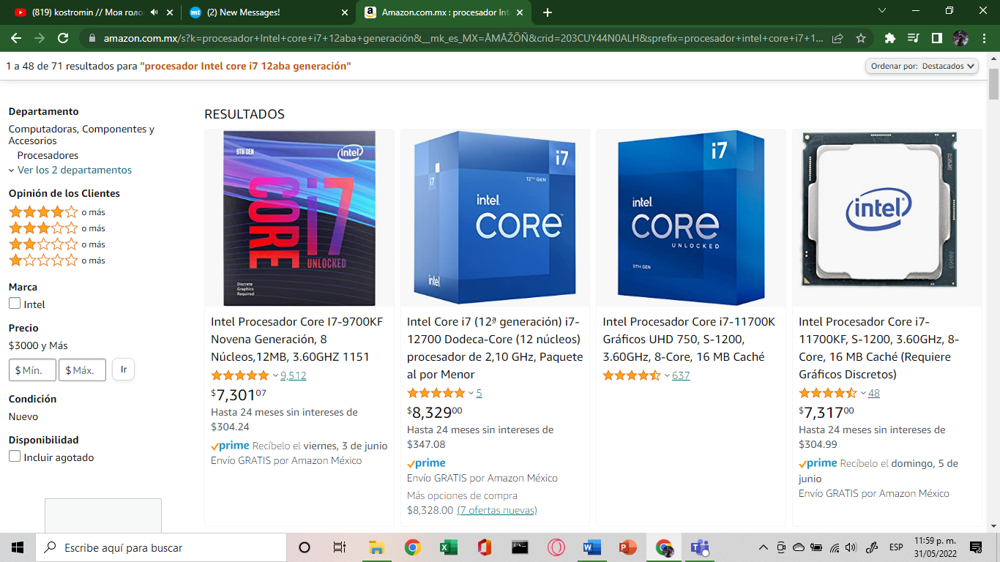 (819) kostromin // Моя голо
(2) New Messages!
Amazon.com.mx : procesador Int
amazon.com.mx/s?k=procesador+Intel+core+i7+12aba+generación&__mk_es_MX=ÅMÅŽÕÑ&crid=203CUY44N0ALH&sprefix=procesador+intel+core+i7+1...
1 a 48 de 71 resultados para "procesador Intel core i7 12aba generación"
Ordenar por: Destacados
Departamento
Computadoras, Componentes y
Accesorios
Procesadores
Ver los 2 departamentos
Opinión de los Clientes
o más
o más
o más
o más
Marca
Intel
Precio
$3000 y Más
$ Mín.
$ Máx.
Ir
Condición
Nuevo
Disponibilidad
Incluir agotado
RESULTADOS
9TH GEN
intel
CORE i7
UNLOCKED
Discrete
Graphics
Required
Intel Procesador Core I7-9700KF
Novena Generación, 8
Núcleos,12MB, 3.60GHZ 1151
9,512
$7,30107
Hasta 24 meses sin intereses de
$304.24
prime Recíbelo el viernes, 3 de junio
Envío GRATIS por Amazon México
i7
i7
12TH GEN
intel.
CORE™
intel
Intel Core i7 (12ª generación) i7-
12700 Dodeca-Core (12 núcleos)
procesador de 2,10 GHz, Paquete
al por Menor
5
$8,32900
Hasta 24 meses sin intereses de
$347.08
prime
Envío GRATIS por Amazon México
Más opciones de compra
$8,328.00 (7 ofertas nuevas)
i7
intel.
CORE
UNLOCKED
11TH GEN
Intel Procesador Core i7-11700K
Gráficos UHD 750, S-1200,
3.60GHz, 8-Core, 16 MB Caché
637
intel
Intel Procesador Core i7-
11700KF, S-1200, 3.60GHz, 8-
Core, 16 MB Caché (Requiere
Gráficos Discretos)
48
$7,31700
Hasta 24 meses sin intereses de
$304.99
prime Recíbelo el domingo, 5 de
junio
Envío GRATIS por Amazon México
Escribe aquí para buscar
ESP
11:59 p. m.
31/05/2022